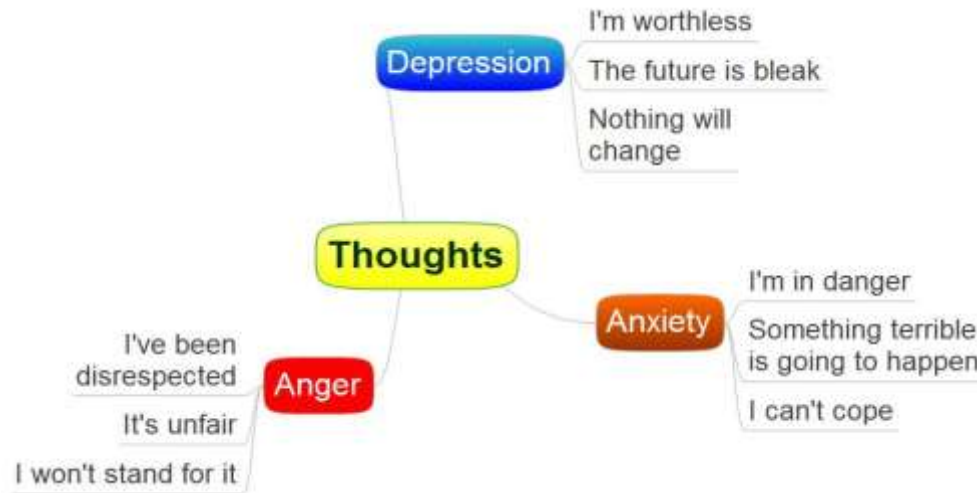 Depression
I'm worthless
The future is bleak
Nothing will
change
Thoughts
Anxiety
I'm in danger
Something terrible
is going to happen
I can't cope
Anger
I've been
disrespected
It's unfair
I won't stand for it